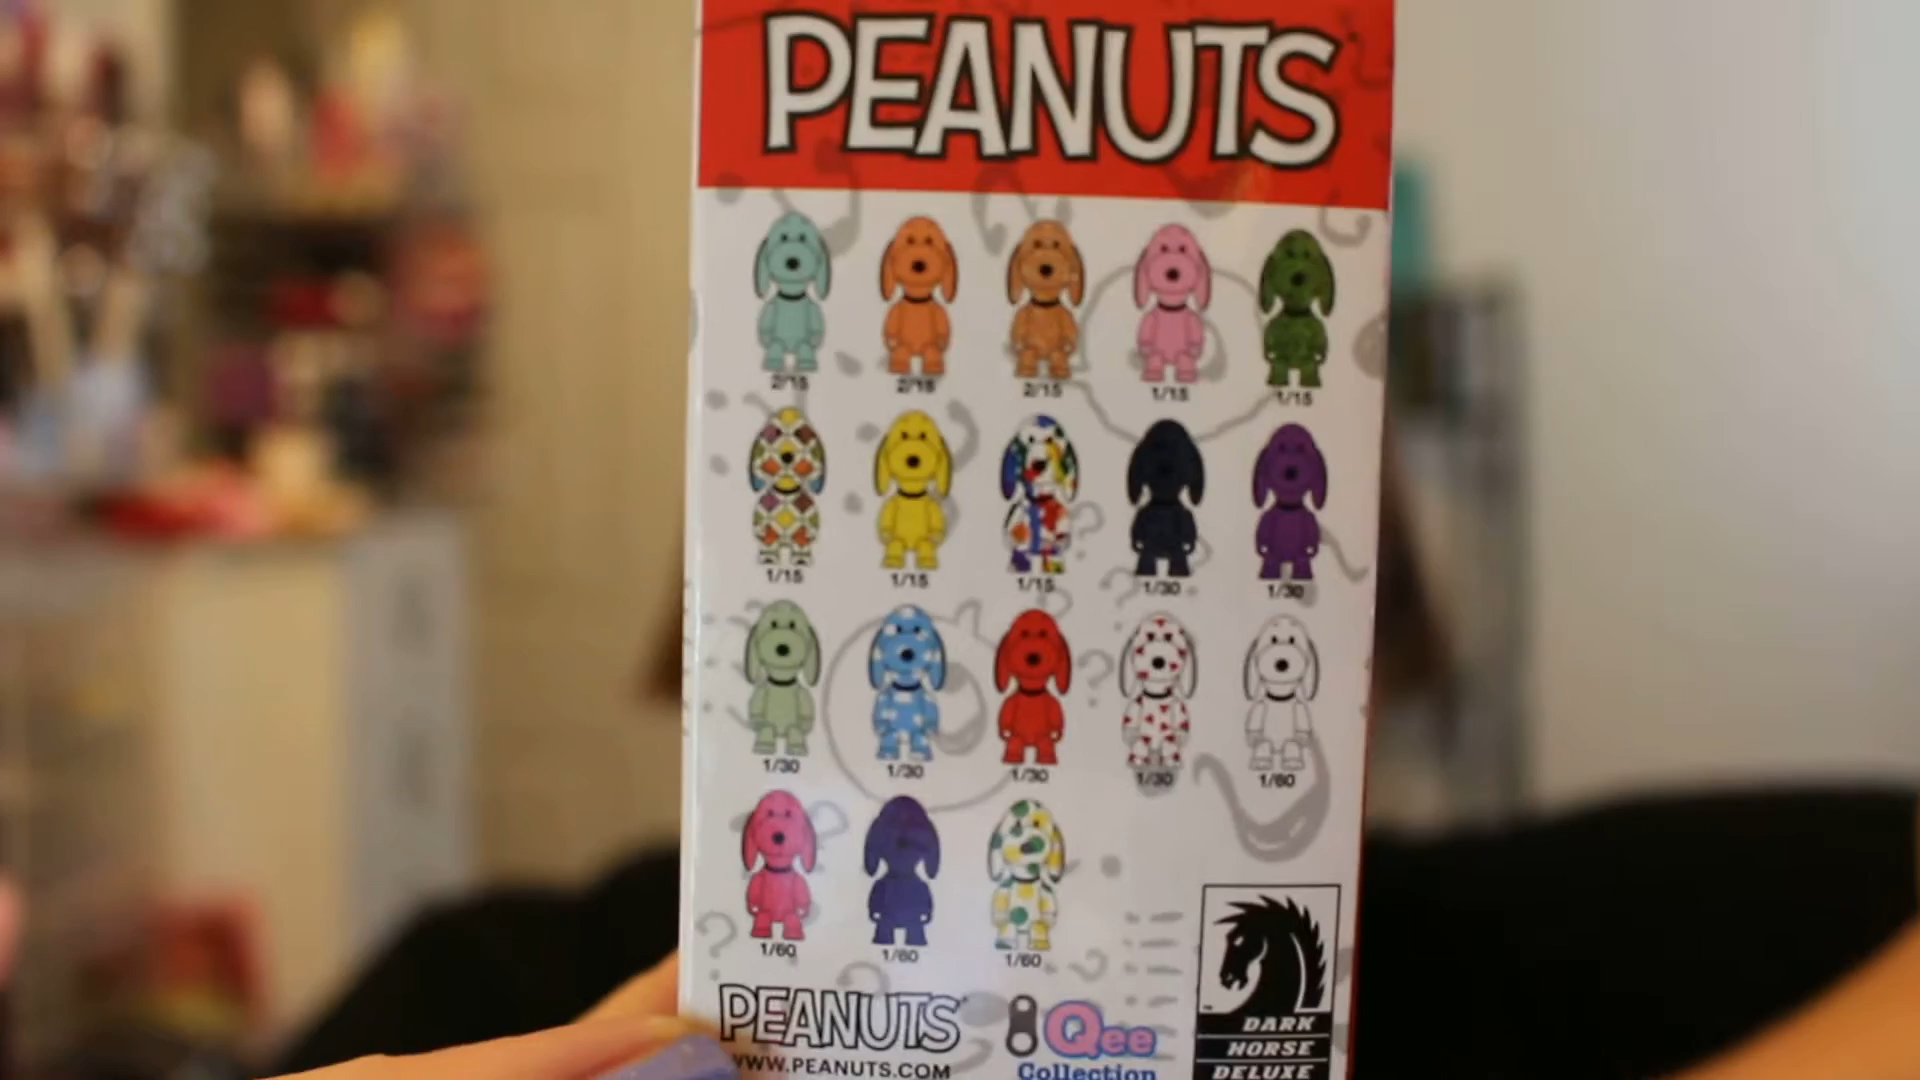 PEANUTS
2/15 2/15 2/15 1/15 1/15
1/15 1/15 1/15 1/30 1/30
1/30 1/30 1/30 1/30 1/60
1/60 1/60 1/60
PEANUTS
WWW.PEANUTS.COM
Qee
Collection
DARK
HORSE
DELUXE